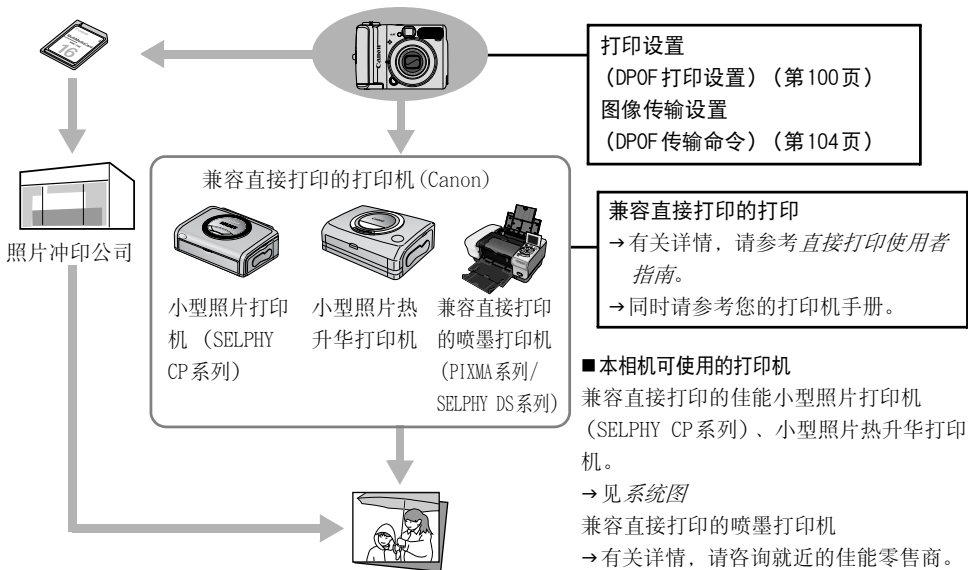 16
Canon
打印设置
（DPOF打印设置）（第100页）
图像传输设置
（DPOF传输命令）（第104页）
兼容直接打印的打印机(Canon)
照片冲印公司
小型照片打印
机 （SELPHY
CP系列）
小型照片热
升华打印机
兼容直接打印
的喷墨打印机
（PIXMA系列/
SELPHY DS系列）
兼容直接打印的打印
→有关详情，请参考直接打印使用者
指南。
→同时请参考您的打印机手册。
■本相机可使用的打印机
兼容直接打印的佳能小型照片打印机
（SELPHY CP系列）、小型照片热升华打印
机。
→见系统图
兼容直接打印的喷墨打印机
→有关详情，请咨询就近的佳能零售商。